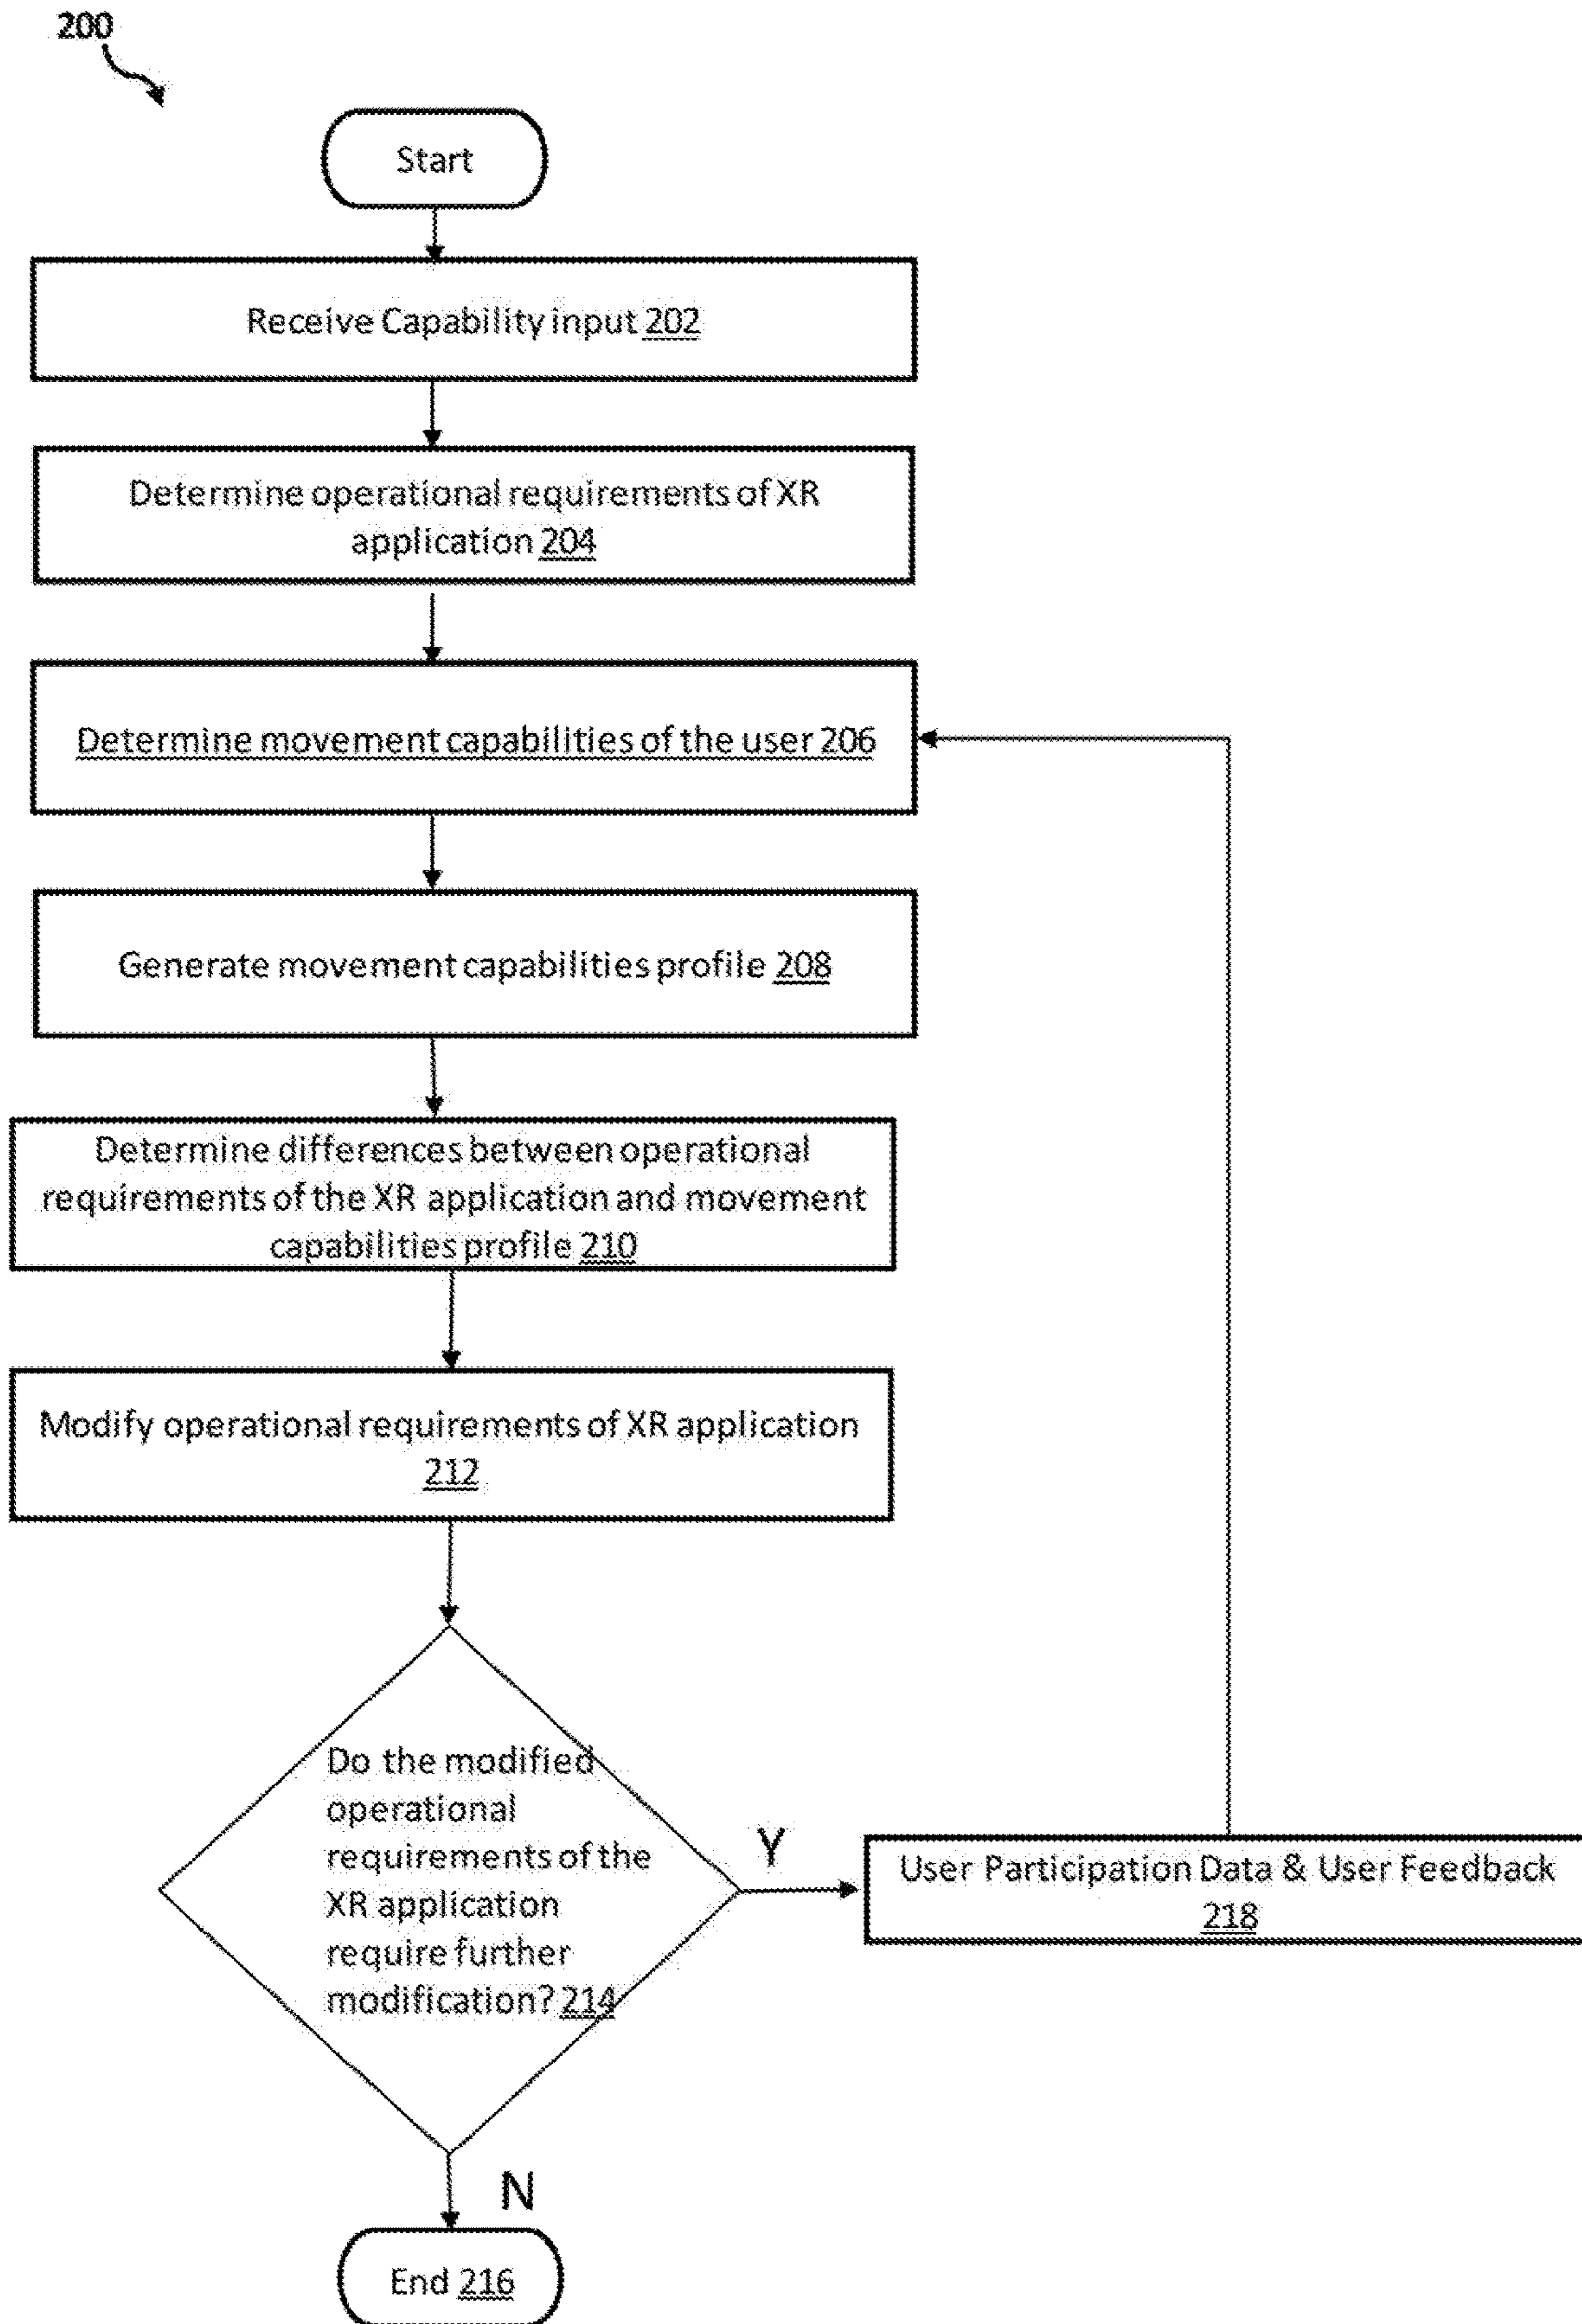 200
Start
Receive Capability input 202
Determine operational requirements of XR
application 204
Determine movement capabilities of the user 206
Generate movement capabilities profile 208
Determine differences between operational
requirements of the XR application and movement
capabilities profile 210
Modify operational requirements of XR application
212
Do the modified
operational
requirements of the
XR application
require further
modification? 214
Y
User Participation Data & User Feedback
218
N
End 216